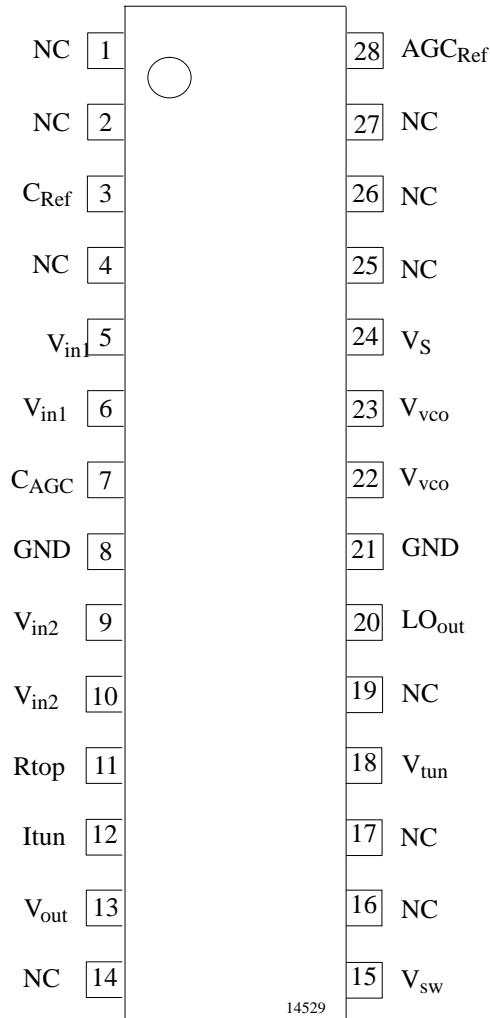 NC 1 28 AGCRef
NC 2 27 NC
CRef 3 26 NC
NC 4 25 NC
Vin1 5 24 VS
Vin1 6 23 Vvco
CAGC 7 22 Vvco
GND 8 21 GND
Vin2 9 20 LOout
Vin2 10 19 NC
Rtop 11 18 Vtun
Itun 12 17 NC
Vout 13 16 NC
NC 14 15 Vsw
14529